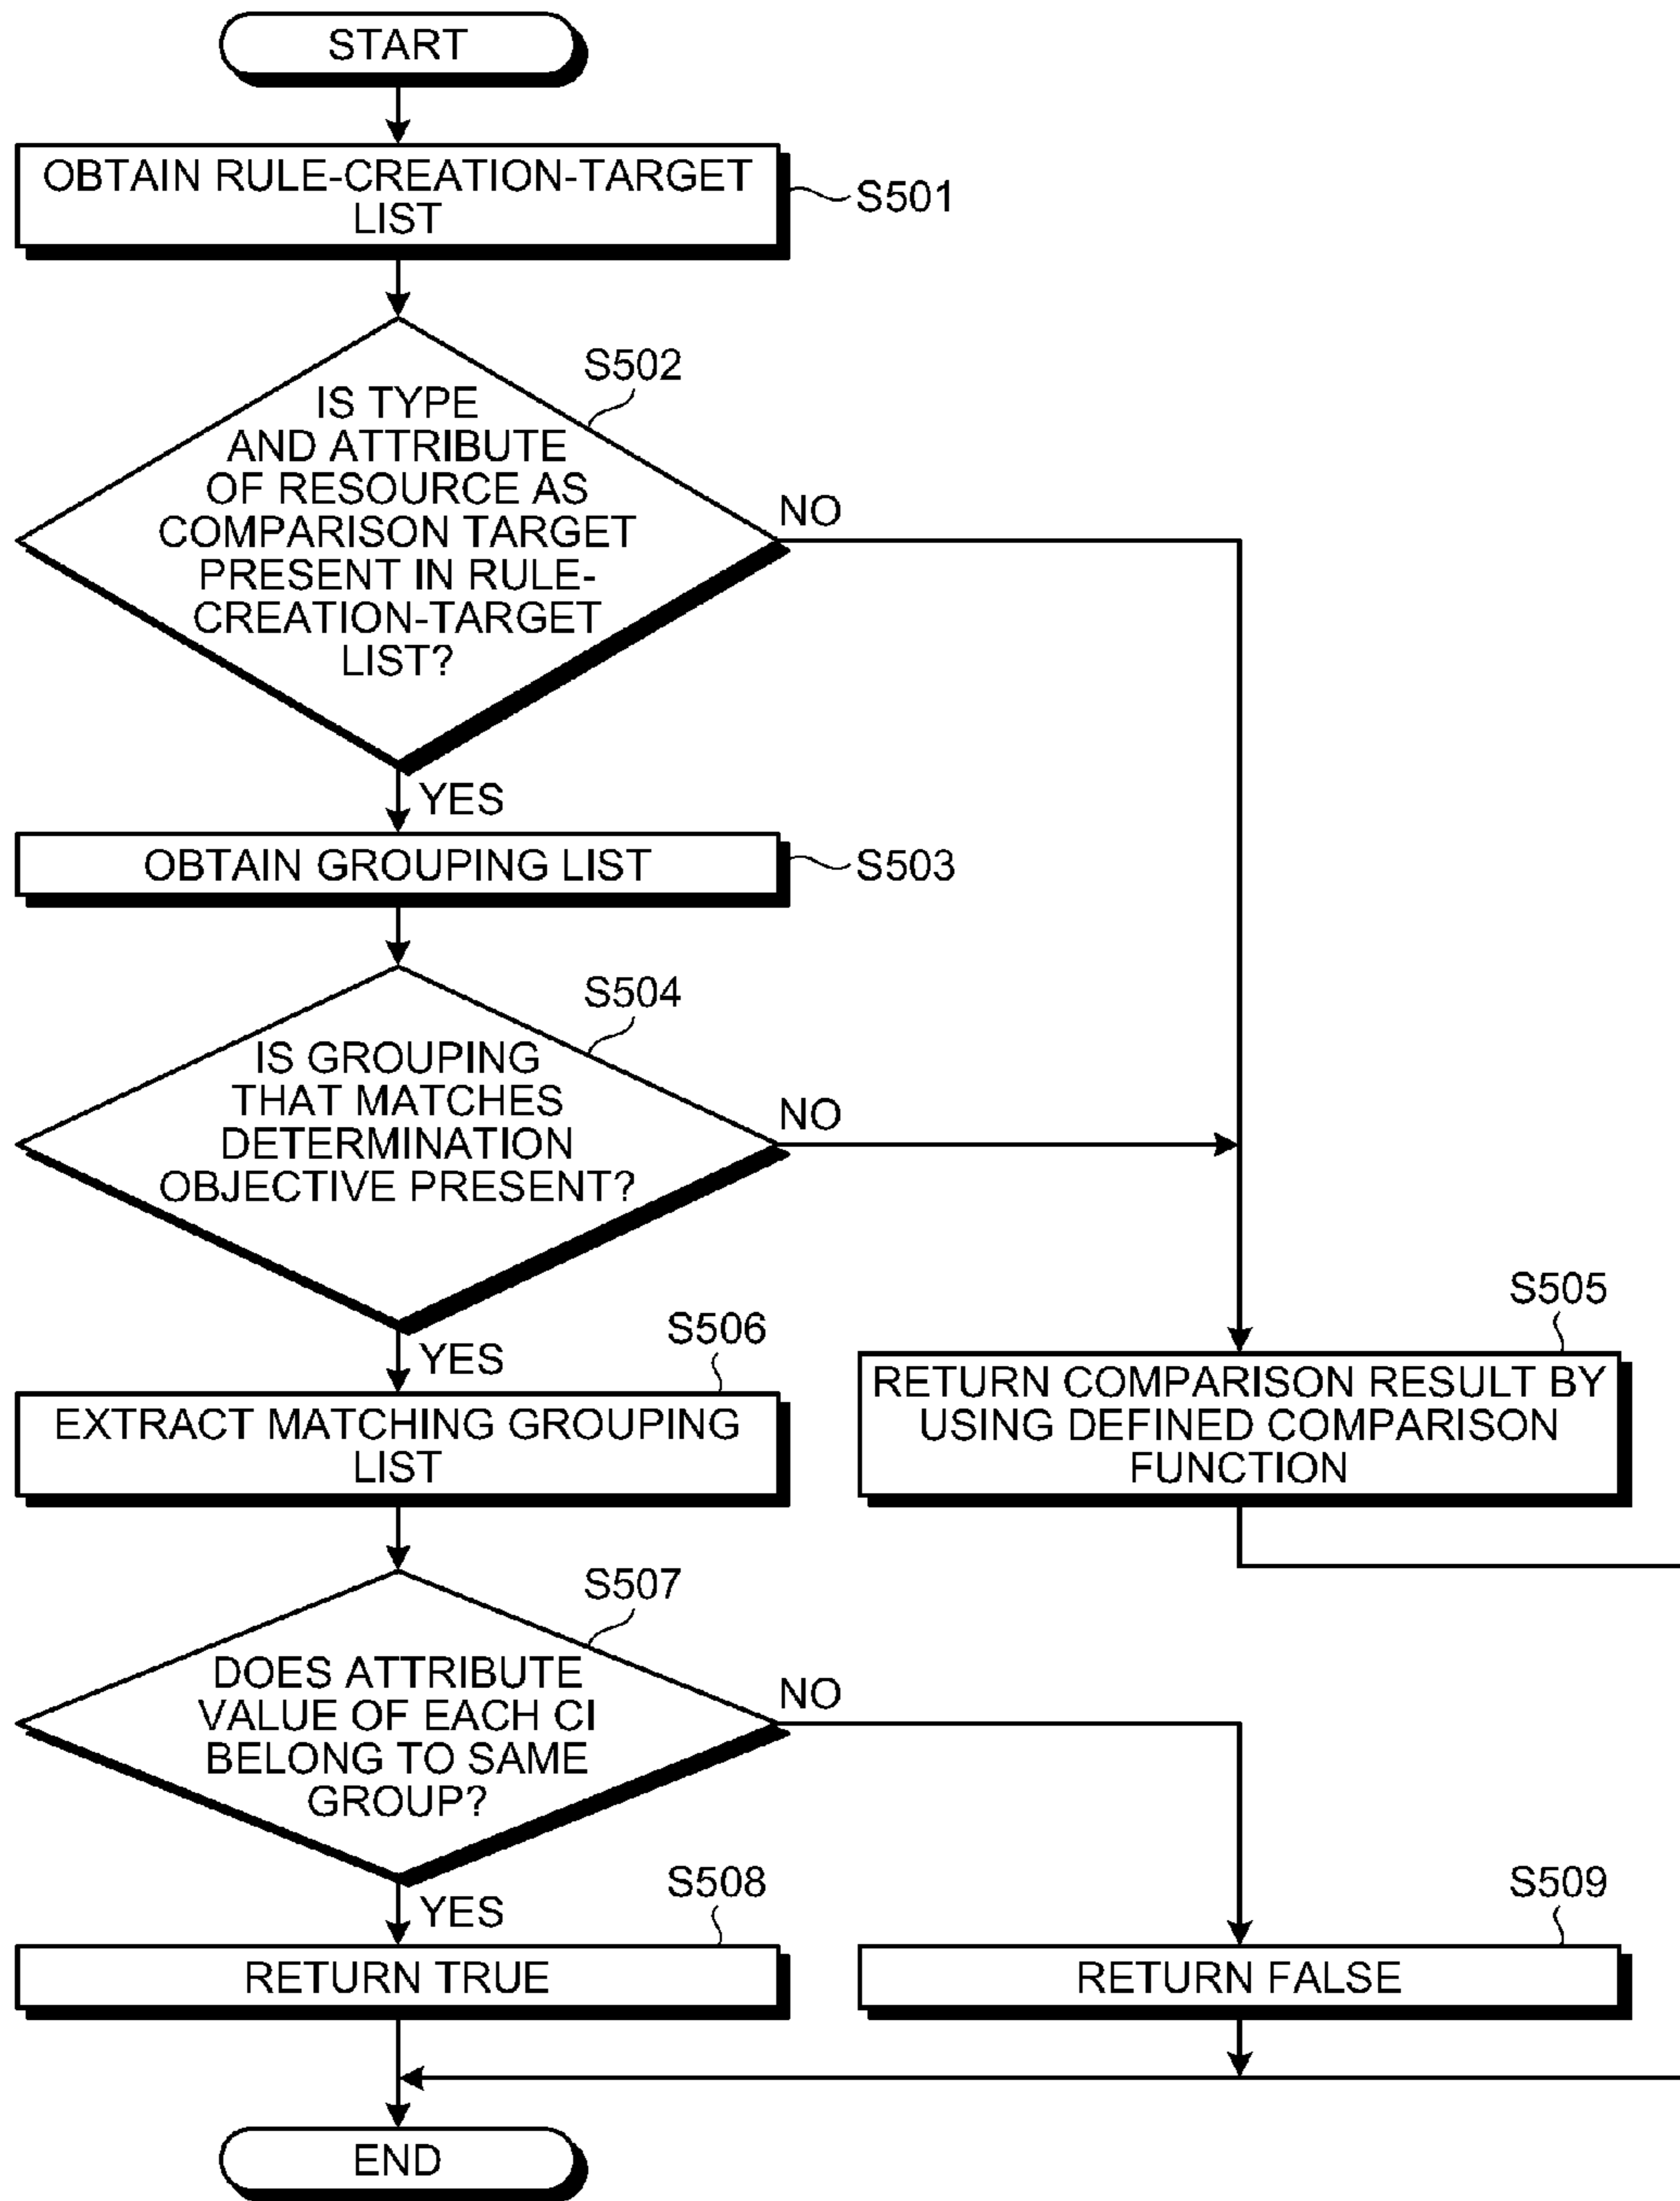 START
OBTAIN RULE-CREATION-TARGET
LIST
S501
S502
IS TYPE
AND ATTRIBUTE
OF RESOURCE AS
COMPARISON TARGET
PRESENT IN RULE-
CREATION-TARGET
LIST?
NO
YES
OBTAIN GROUPING LIST
S503
S504
IS GROUPING
THAT MATCHES
DETERMINATION
OBJECTIVE PRESENT?
NO
YES
S505
RETURN COMPARISON RESULT BY
USING DEFINED COMPARISON
FUNCTION
S506
EXTRACT MATCHING GROUPING
LIST
S507
DOES ATTRIBUTE
VALUE OF EACH CI
BELONG TO SAME
GROUP?
NO
YES
S508
RETURN TRUE
S509
RETURN FALSE
END